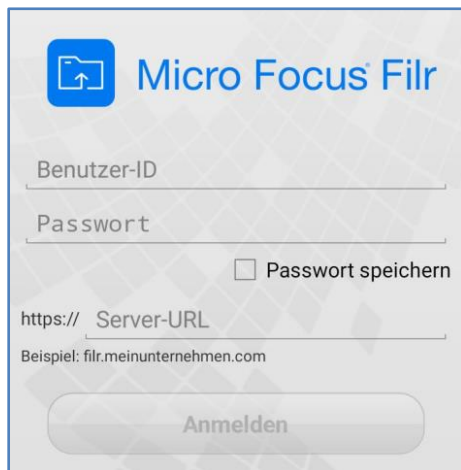 Micro Focus® Filr
Benutzer-ID
Passwort
Passwort speichern
https:// Server-URL
Beispiel: filr.meinunternehmen.com
Anmelden